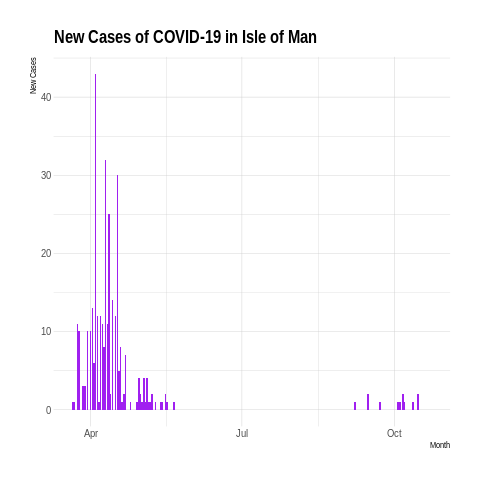 New Cases of COVID-19 in Isle of Man
New Cases
40
30
20
10
0
Apr
Jul
Oct
Month